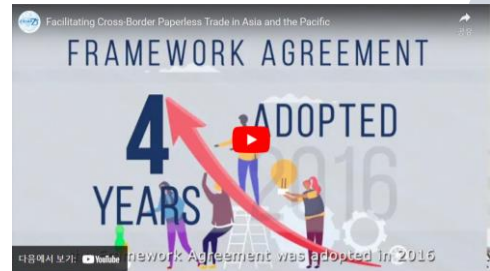 Facilitating Cross-Border Paperless Trade in Asia and the Pacific
공유
FRAMEWORK AGREEMENT
4 ADOPTED
YEARS 2016
다음에서 보기: YouTube
Framework Agreement was adopted in 2016